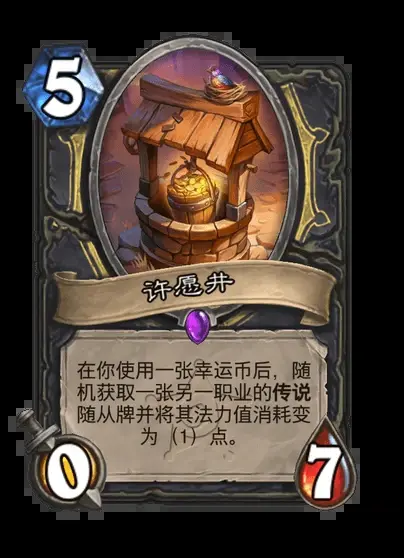 5
许愿井
在你使用一张幸运币后，随
机获取一张另一职业的传说
随从牌并将其法力值消耗变
为（1）点。
0
7